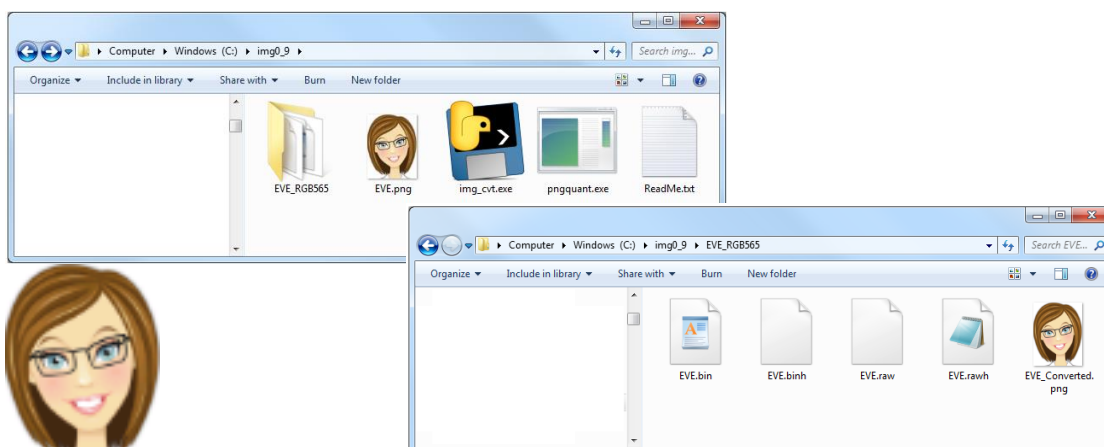 Computer Windows (C:) img0_9 Search img...
Organize Include in library Share with Burn New folder
EVE_RGB565 EVE.png img_cvt.exe pngquant.exe ReadMe.txt
Computer Windows (C:) img0_9 EVE_RGB565 Search EVE...
Organize Include in library Share with Burn New folder
A
EVE.bin EVE.binh EVE.raw EVE.rawh EVE_Converted.
png